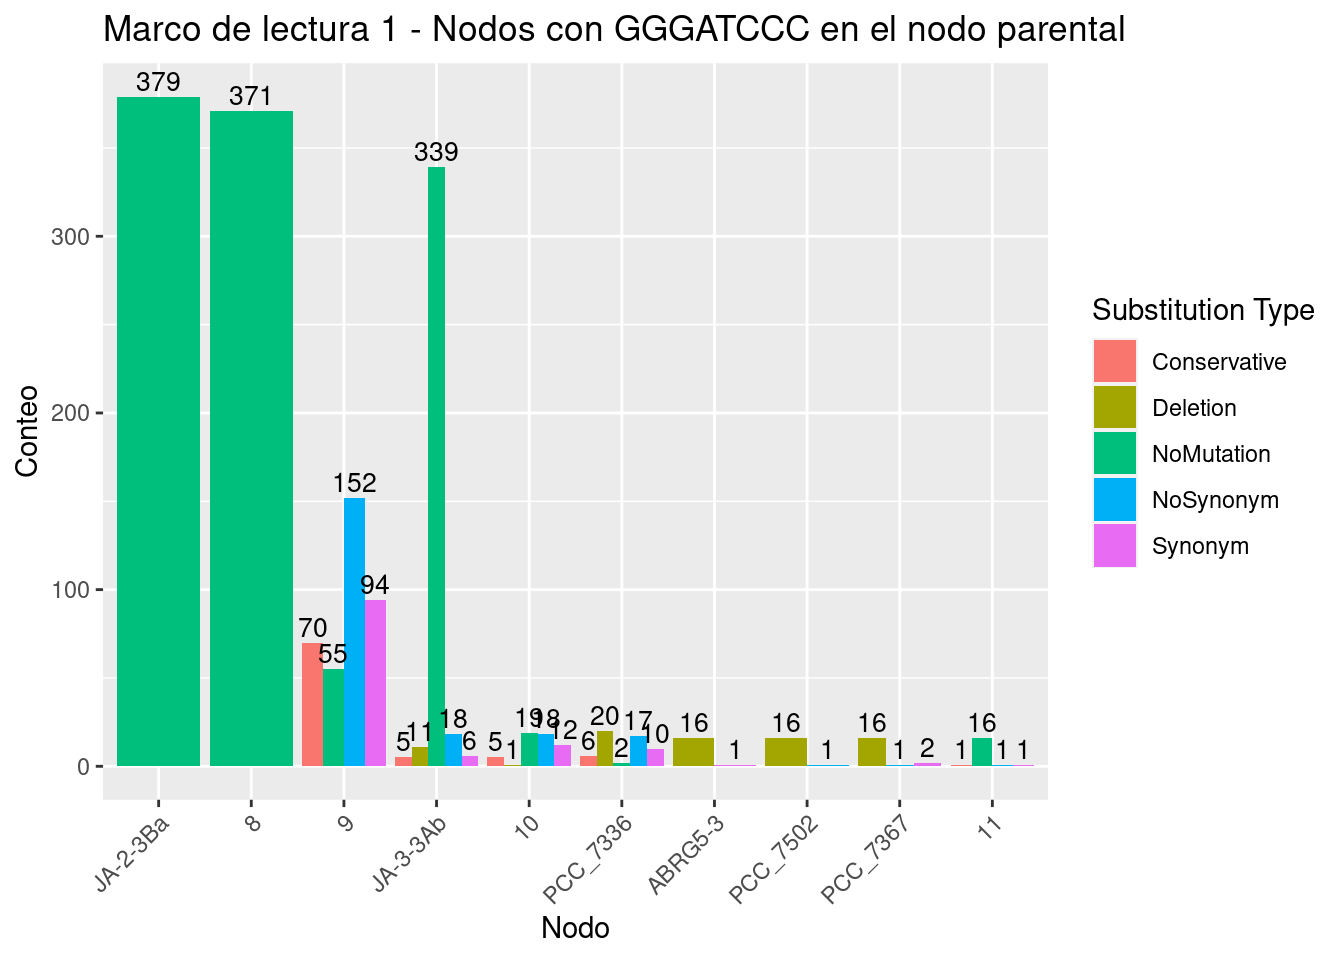 Marco de lectura 1 - Nodos con GGGATCCC en el nodo parental
379
371
339
152
94
70
55
5
11
18
6
5
1
19
18
12
6
20
2
17
10
16
1
16
1
16
1
2
1
16
1
1
300
200
100
0
Conteo
JA-2-3Ba
8
9
JA-3-3Ab
10
PCC_7336
ABRG5-3
PCC_7502
PCC_7367
11
Nodo
Substitution Type
Conservative
Deletion
NoMutation
NoSynonym
Synonym